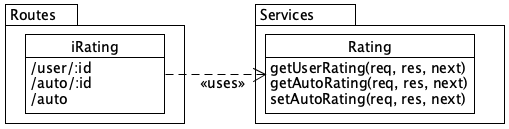 Routes
iRating
/user/:id
/auto/:id
/auto
«uses»
Services
Rating
getUserRating(req, res, next)
getAutoRating(req, res, next)
setAutoRating(req, res, next)